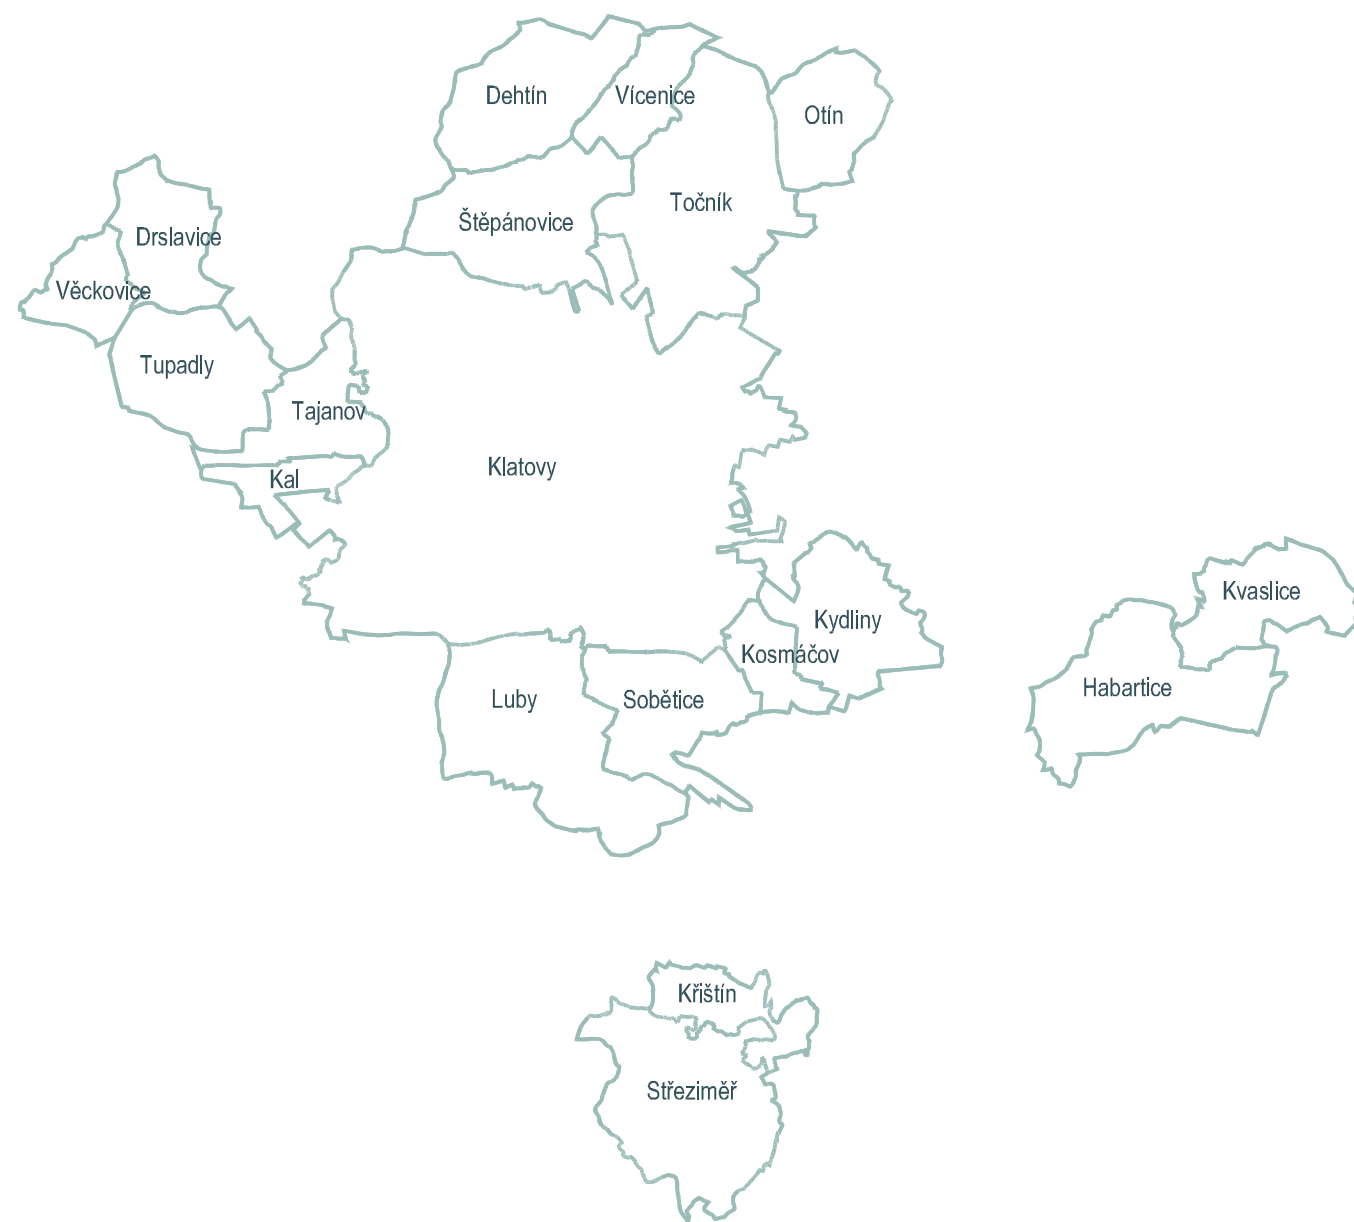 Dehtín
Vícenice
Otín
Točník
Štěpánovice
Drslavice
Věckovice
Tupadly
Tajanov
Klatovy
Kal
Kvaslice
Kydliny
Kosmáčov
Habartice
Luby
Sobětice
Křištín
Střeziměř